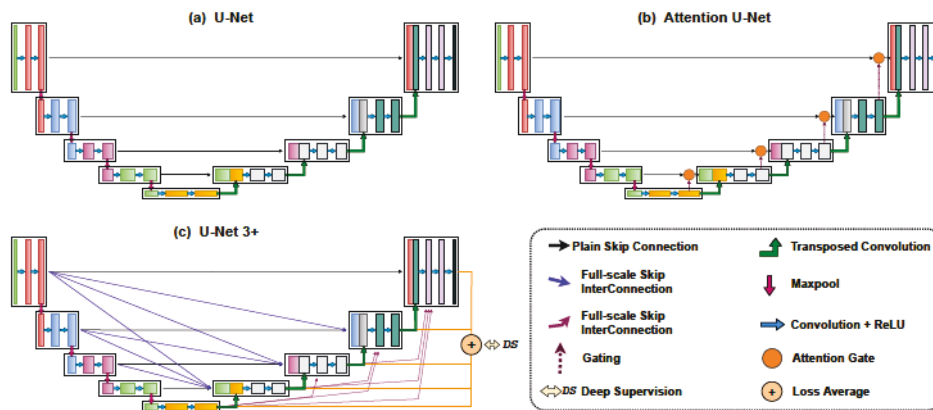 (a) U-Net
(b) Attention U-Net
(c) U-Net 3+
DS
Plain Skip Connection
Full-scale Skip
InterConnection
Full-scale Skip
InterConnection
Gating
DS Deep Supervision
Transposed Convolution
Maxpool
Convolution + ReLU
Attention Gate
Loss Average